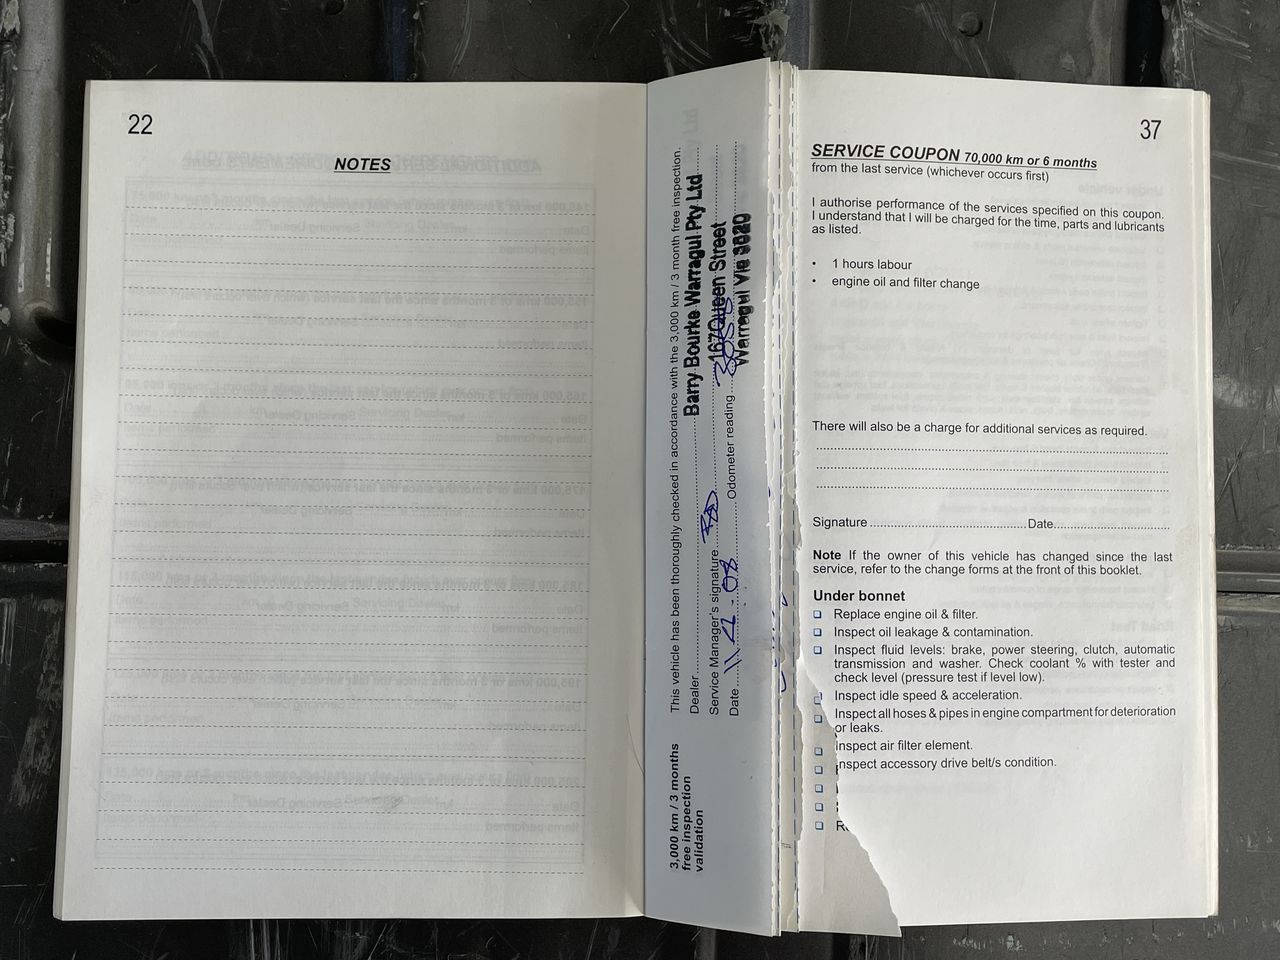 22
NOTES
3,000 km / 3 months
free inspection
validation
This vehicle has been thoroughly checked in accordance with the 3,000 km / 3 month free inspection.
Dealer
Barry Bourke Warragul Pty Ltd
167 Queen Street
Warragul Vic 3820
Service Manager's signature
Date 11-12-08 Odometer reading
37
SERVICE COUPON 70,000 km or 6 months
from the last service (whichever occurs first)
I authorise performance of the services specified on this coupon.
I understand that I will be charged for the time, parts and lubricants
as listed.
• 1 hours labour
• engine oil and filter change
There will also be a charge for additional services as required.
Signature Date
Note If the owner of this vehicle has changed since the last
service, refer to the change forms at the front of this booklet.
Under bonnet
❏ Replace engine oil & filter.
❏ Inspect oil leakage & contamination.
❏ Inspect fluid levels: brake, power steering, clutch, automatic
transmission and washer. Check coolant % with tester and
check level (pressure test if level low).
❏ Inspect idle speed & acceleration.
❏ Inspect all hoses & pipes in engine compartment for deterioration
or leaks.
❏ nspect air filter element.
❏ nspect accessory drive belt/s condition.